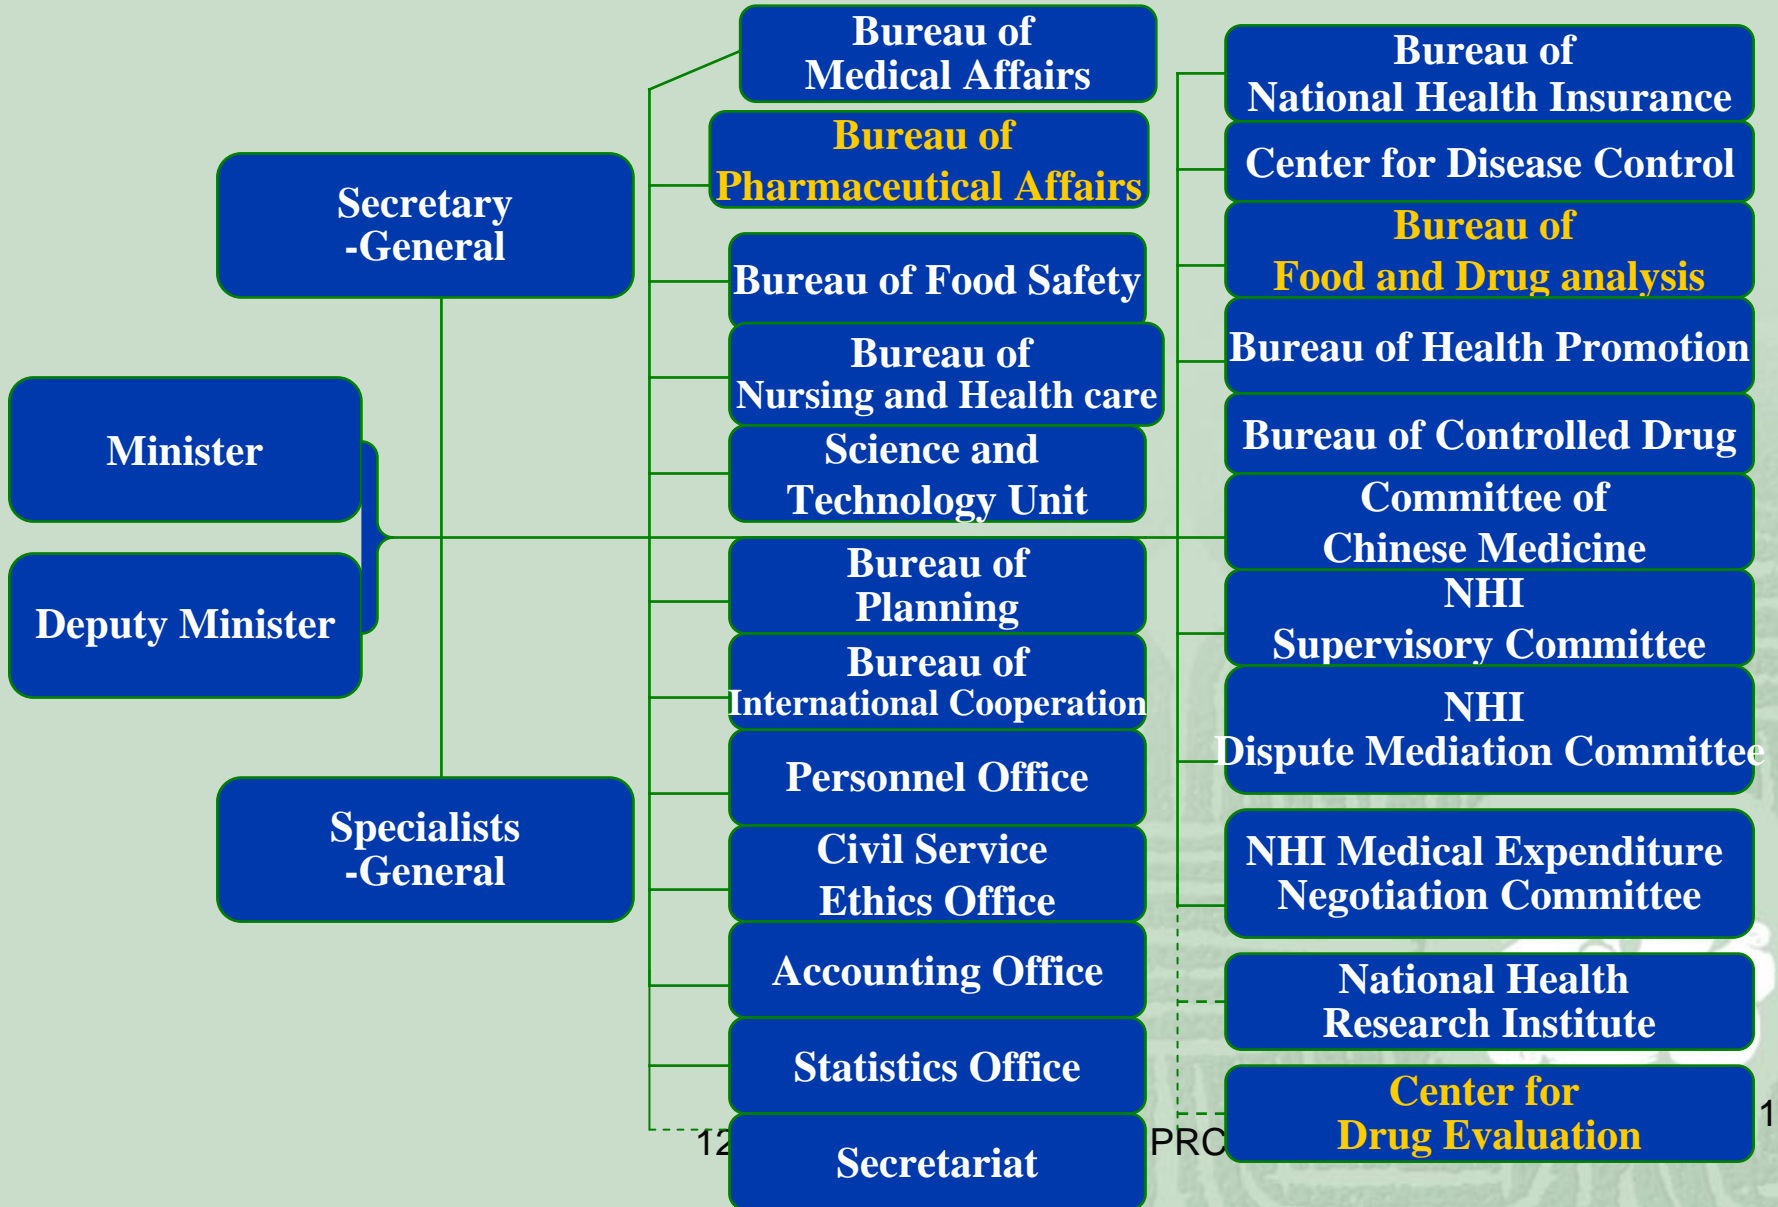 Minister
Deputy Minister
Secretary
-General
Specialists
-General
Bureau of
Medical Affairs
Bureau of
Pharmaceutical Affairs
Bureau of Food Safety
Bureau of
Nursing and Health care
Science and
Technology Unit
Bureau of
Planning
Bureau of
International Cooperation
Personnel Office
Civil Service
Ethics Office
Accounting Office
Statistics Office
Secretariat
Bureau of
National Health Insurance
Center for Disease Control
Bureau of
Food and Drug analysis
Bureau of Health Promotion
Bureau of Controlled Drug
Committee of
Chinese Medicine
NHI
Supervisory Committee
NHI
Dispute Mediation Committee
NHI Medical Expenditure
Negotiation Committee
National Health
Research Institute
Center for
Drug Evaluation
12
PRC
1